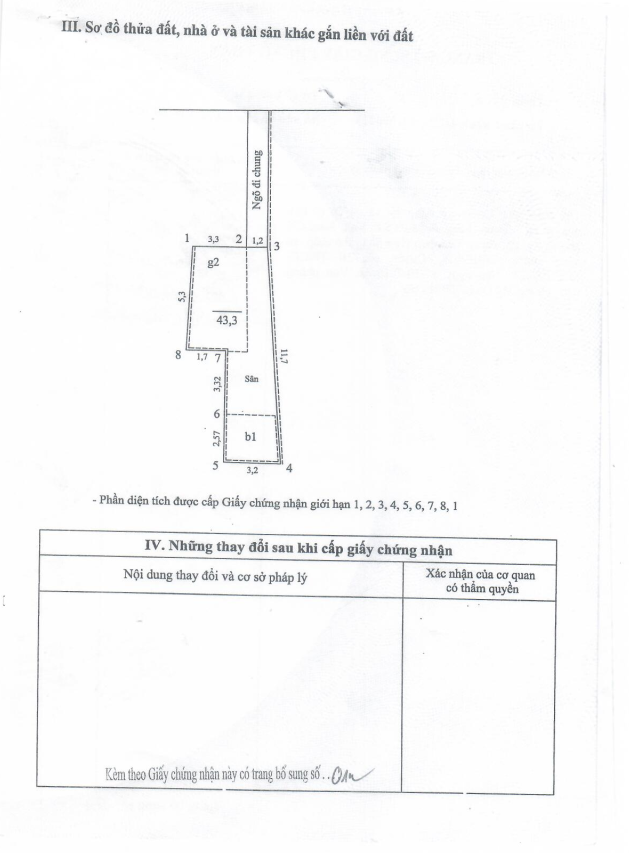 III. Sơ đồ thửa đất, nhà ở và tài sản khác gắn liền với đất
Ngõ đi chung
1 3,3 2 1,2 3
g2
5,3
43,3
11,7
8 1,7 7
3,32
Sân
6
2,57
b1
5 3,2 4
- Phần diện tích được cấp Giấy chứng nhận giới hạn 1, 2, 3, 4, 5, 6, 7, 8, 1
IV. Những thay đổi sau khi cấp giấy chứng nhận
Nội dung thay đổi và cơ sở pháp lý
Xác nhận của cơ quan
có thẩm quyền
Kèm theo Giấy chứng nhận này có trang bổ sung số ..01